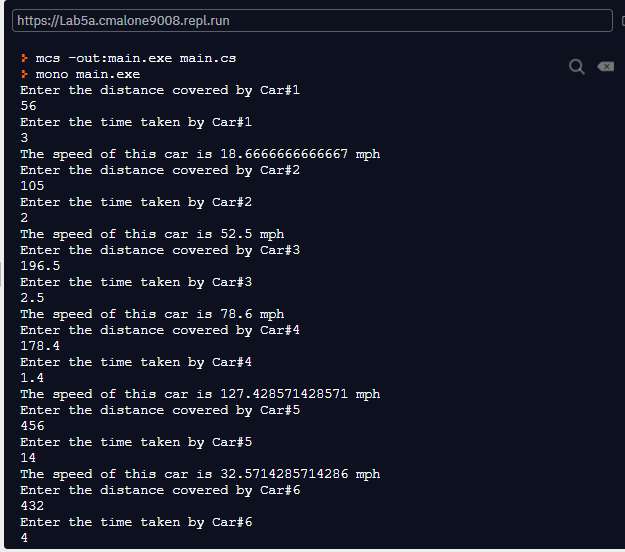 https://Lab5a.cmalone9008.repl.run
> mcs -out:main.exe main.cs
> mono main.exe
Enter the distance covered by Car#1
56
Enter the time taken by Car#1
3
The speed of this car is 18.6666666666667 mph
Enter the distance covered by Car#2
105
Enter the time taken by Car#2
2
The speed of this car is 52.5 mph
Enter the distance covered by Car#3
196.5
Enter the time taken by Car#3
2.5
The speed of this car is 78.6 mph
Enter the distance covered by Car#4
178.4
Enter the time taken by Car#4
1.4
The speed of this car is 127.428571428571 mph
Enter the distance covered by Car#5
456
Enter the time taken by Car#5
14
The speed of this car is 32.5714285714286 mph
Enter the distance covered by Car#6
432
Enter the time taken by Car#6
4